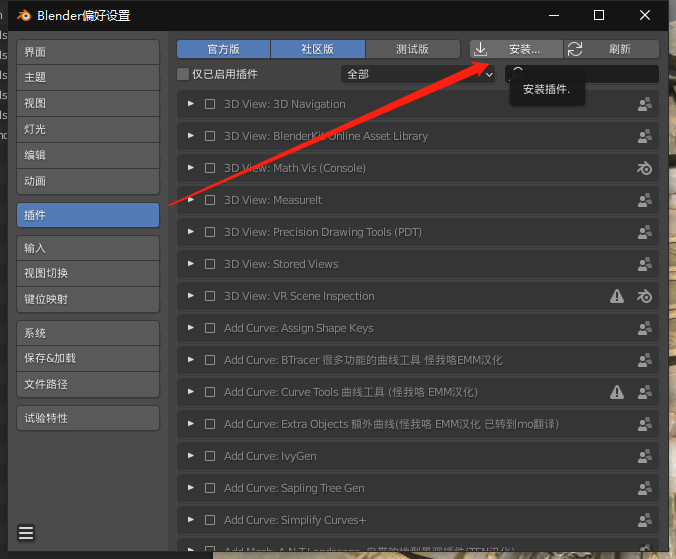 Blender偏好设置
界面
主题
视图
灯光
编辑
动画
插件
输入
视图切换
键位映射
系统
保存&加载
文件路径
试验特性
官方版 社区版 测试版 安装... 刷新
仅已启用插件 全部
安装插件.
3D View: 3D Navigation
3D View: BlenderKit Online Asset Library
3D View: Math Vis (Console)
3D View: MeasureIt
3D View: Precision Drawing Tools (PDT)
3D View: Stored Views
3D View: VR Scene Inspection
Add Curve: Assign Shape Keys
Add Curve: BTracer 很多功能的曲线工具 怪我咯EMM汉化
Add Curve: Curve Tools 曲线工具 (怪我咯 EMM汉化)
Add Curve: Extra Objects 额外曲线(怪我咯 EMM汉化 已转到mo翻译)
Add Curve: IvyGen
Add Curve: Sapling Tree Gen
Add Curve: Simplify Curves+